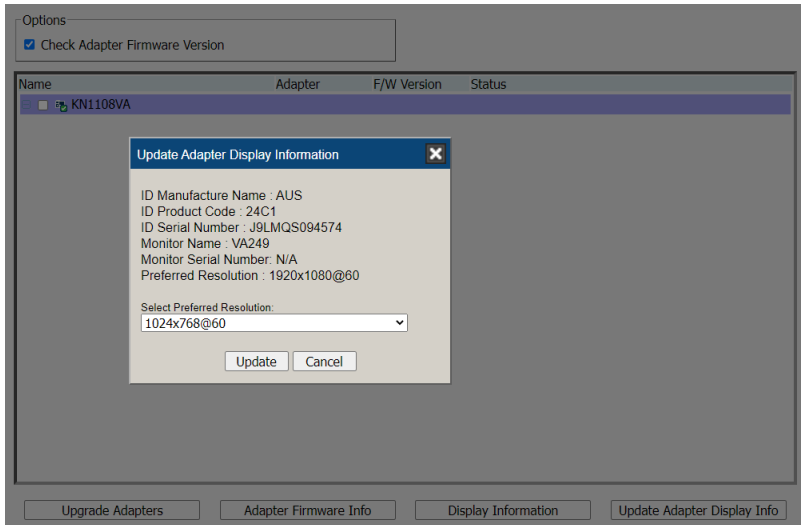 Options
Check Adapter Firmware Version
Name Adapter F/W Version Status
KN1108VA
Update Adapter Display Information
ID Manufacture Name : AUS
ID Product Code : 24C1
ID Serial Number : J9LMQS094574
Monitor Name : VA249
Monitor Serial Number: N/A
Preferred Resolution : 1920x1080@60
Select Preferred Resolution:
1024x768@60
Update Cancel
Upgrade Adapters Adapter Firmware Info Display Information Update Adapter Display Info